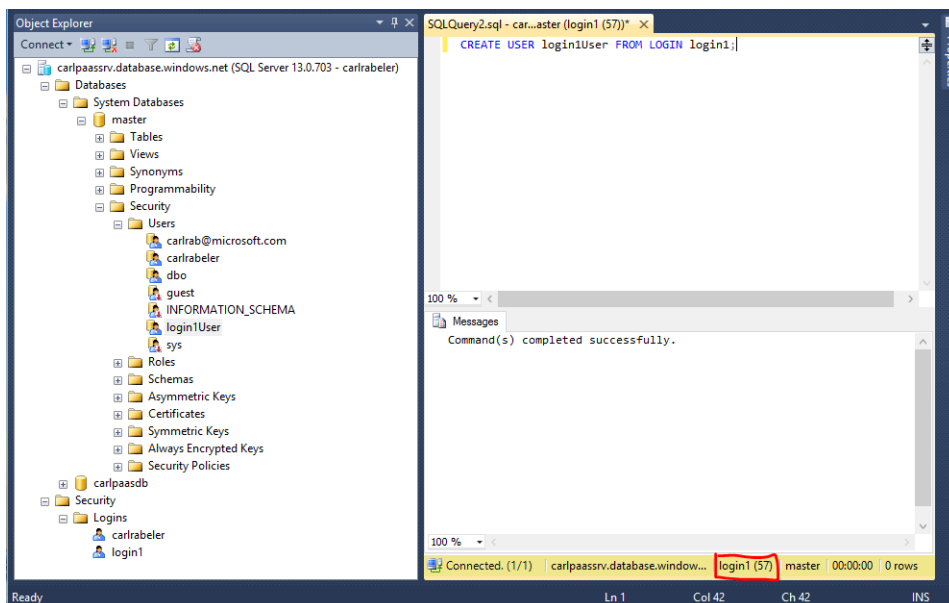 Object Explorer
Connect
carlpaassrv.database.windows.net (SQL Server 13.0.703 - carlrabeler)
Databases
System Databases
master
Tables
Views
Synonyms
Programmability
Security
Users
carlrab@microsoft.com
carlrabeler
dbo
guest
INFORMATION_SCHEMA
login1User
sys
Roles
Schemas
Asymmetric Keys
Certificates
Symmetric Keys
Always Encrypted Keys
Security Policies
carlpaasdb
Security
Logins
carlrabeler
login1
SQLQuery2.sql - car...aster (login1 (57))*
CREATE USER login1User FROM LOGIN login1;
100 %
Messages
Command(s) completed successfully.
100 %
Connected. (1/1) carlpaassrv.database.window... login1 (57) master 00:00:00 0 rows
Ready Ln 1 Col 42 Ch 42 INS